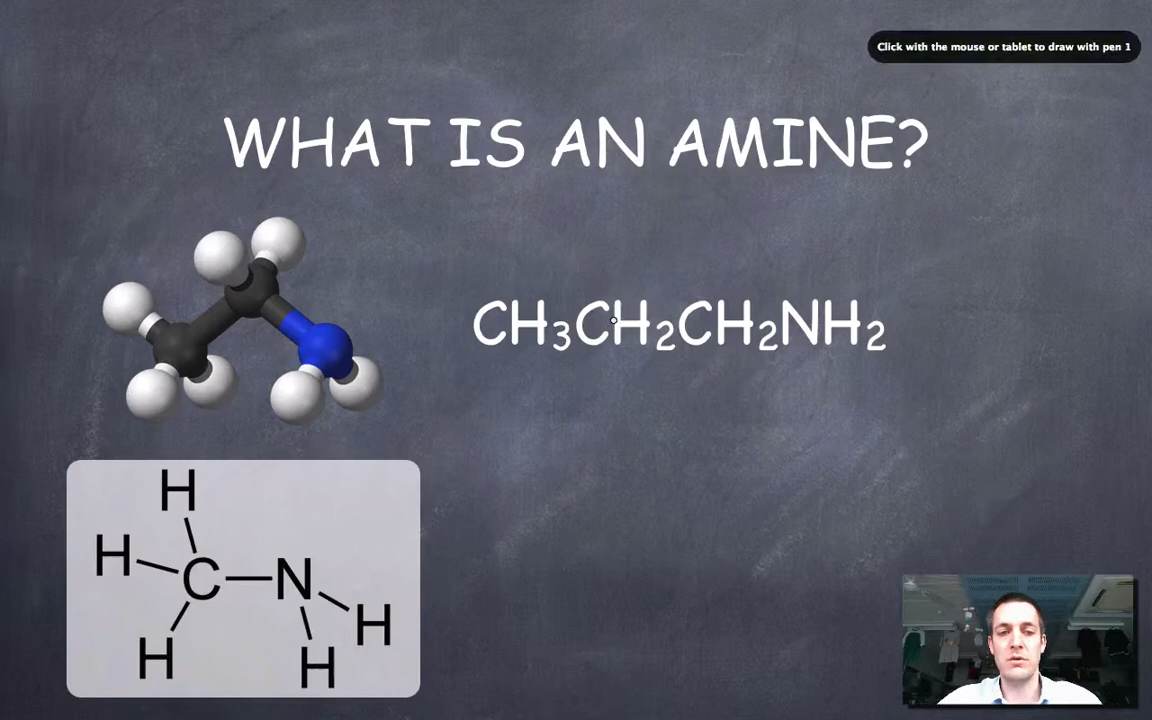 Click with the mouse or tablet to draw with pen 1
WHAT IS AN AMINE?
CH₃CH₂CH₂NH₂
H
H
C N
H
H
H